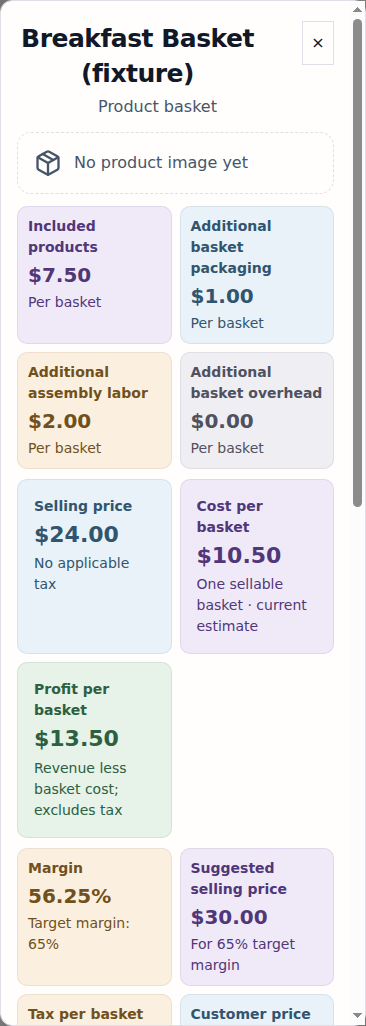 Breakfast Basket
(fixture)
×
Product basket
No product image yet
Included
products
$7.50
Per basket
Additional
basket
packaging
$1.00
Per basket
Additional
assembly labor
$2.00
Per basket
Additional
basket overhead
$0.00
Per basket
Selling price
$24.00
No applicable
tax
Cost per
basket
$10.50
One sellable
basket · current
estimate
Profit per
basket
$13.50
Revenue less
basket cost;
excludes tax
Margin
56.25%
Target margin:
65%
Suggested
selling price
$30.00
For 65% target
margin
Tax per basket
Customer price